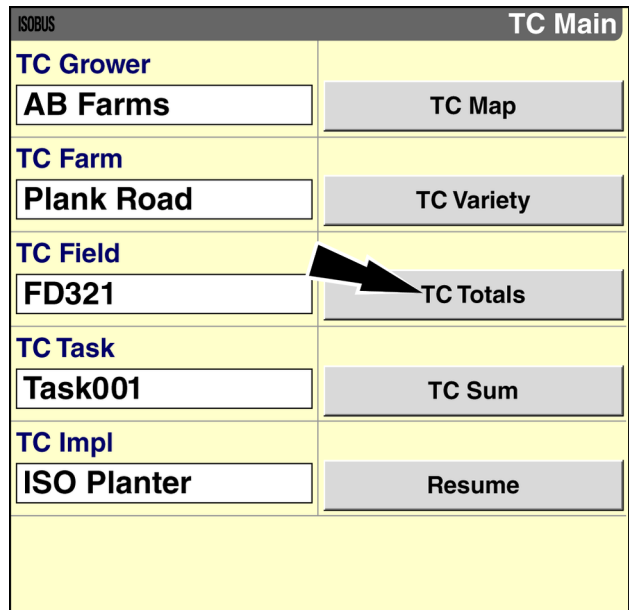 ISOBUS
TC Main
TC Grower
AB Farms
TC Map
TC Farm
Plank Road
TC Variety
TC Field
FD321
TC Totals
TC Task
Task001
TC Sum
TC Impl
ISO Planter
Resume